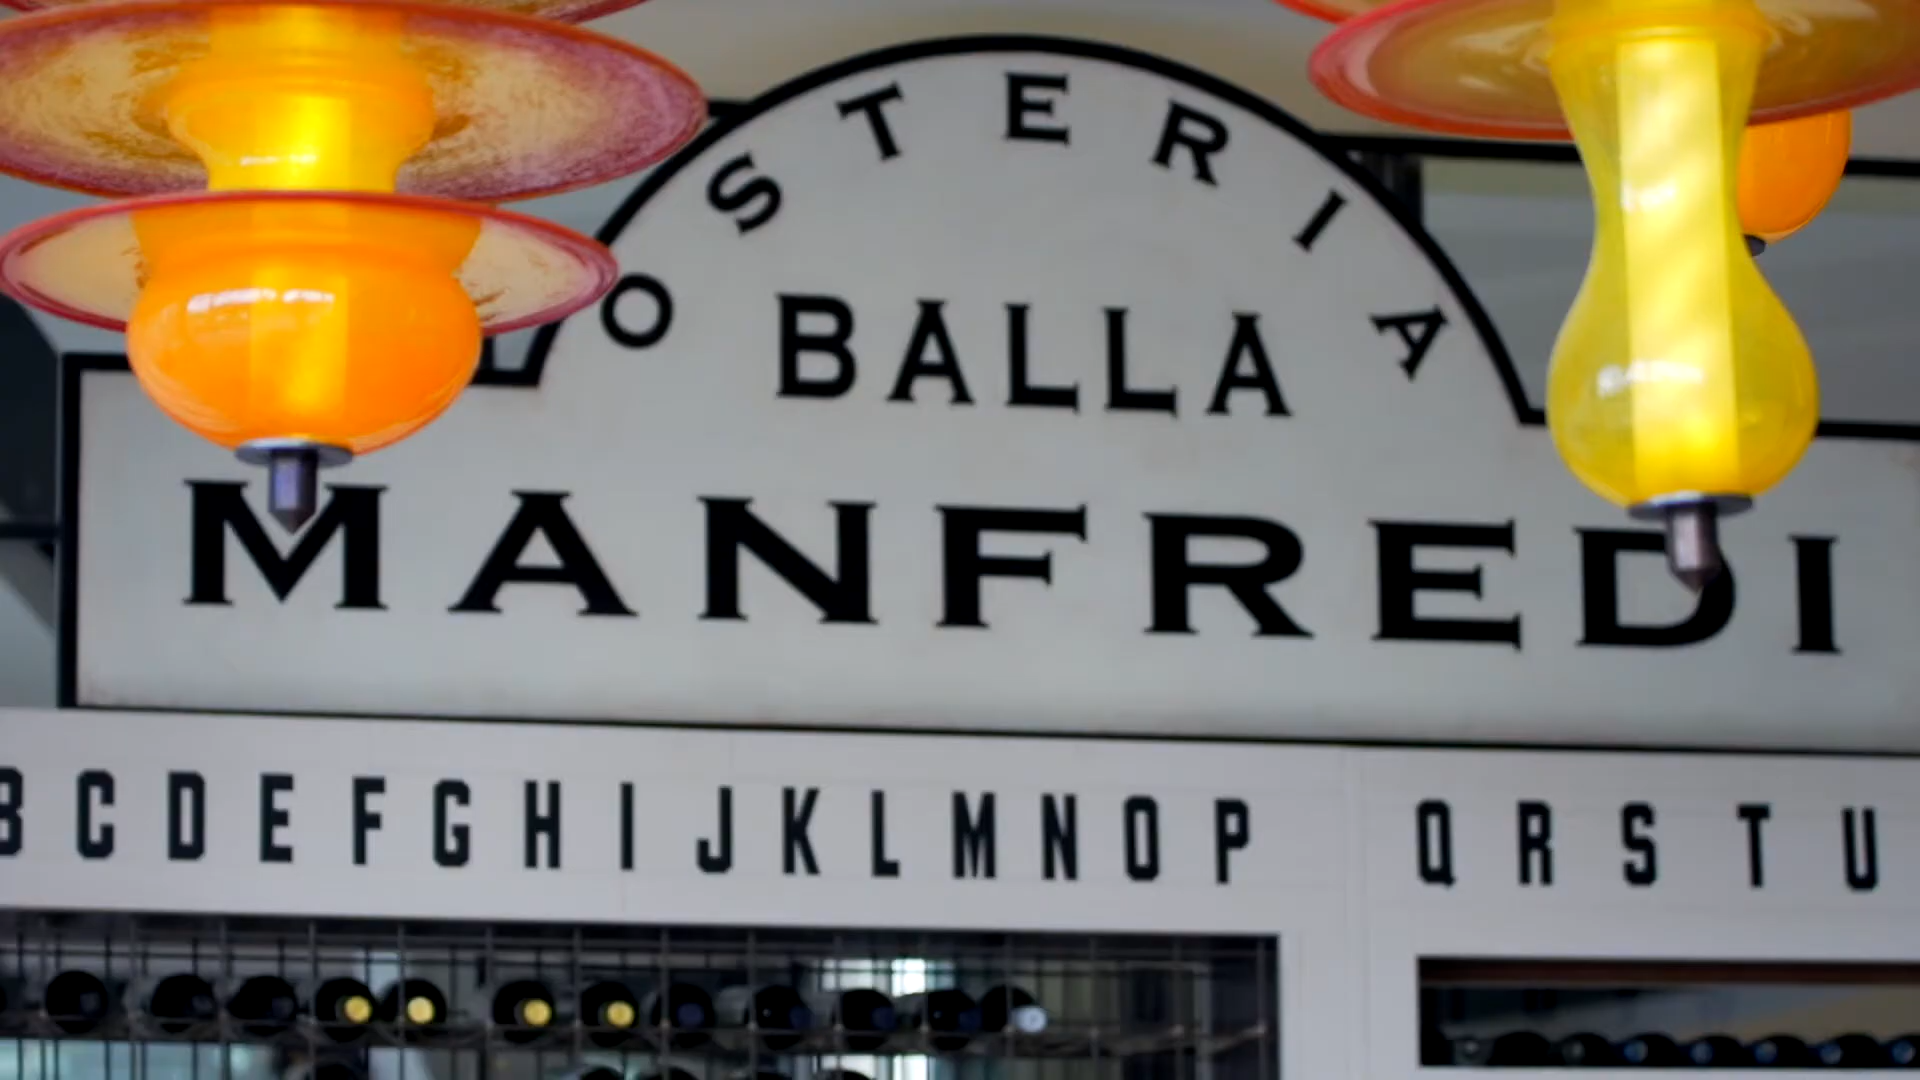 OSTERIA
BALLA
MANFREDI
B C D E F G H I J K L M N O P Q R S T U